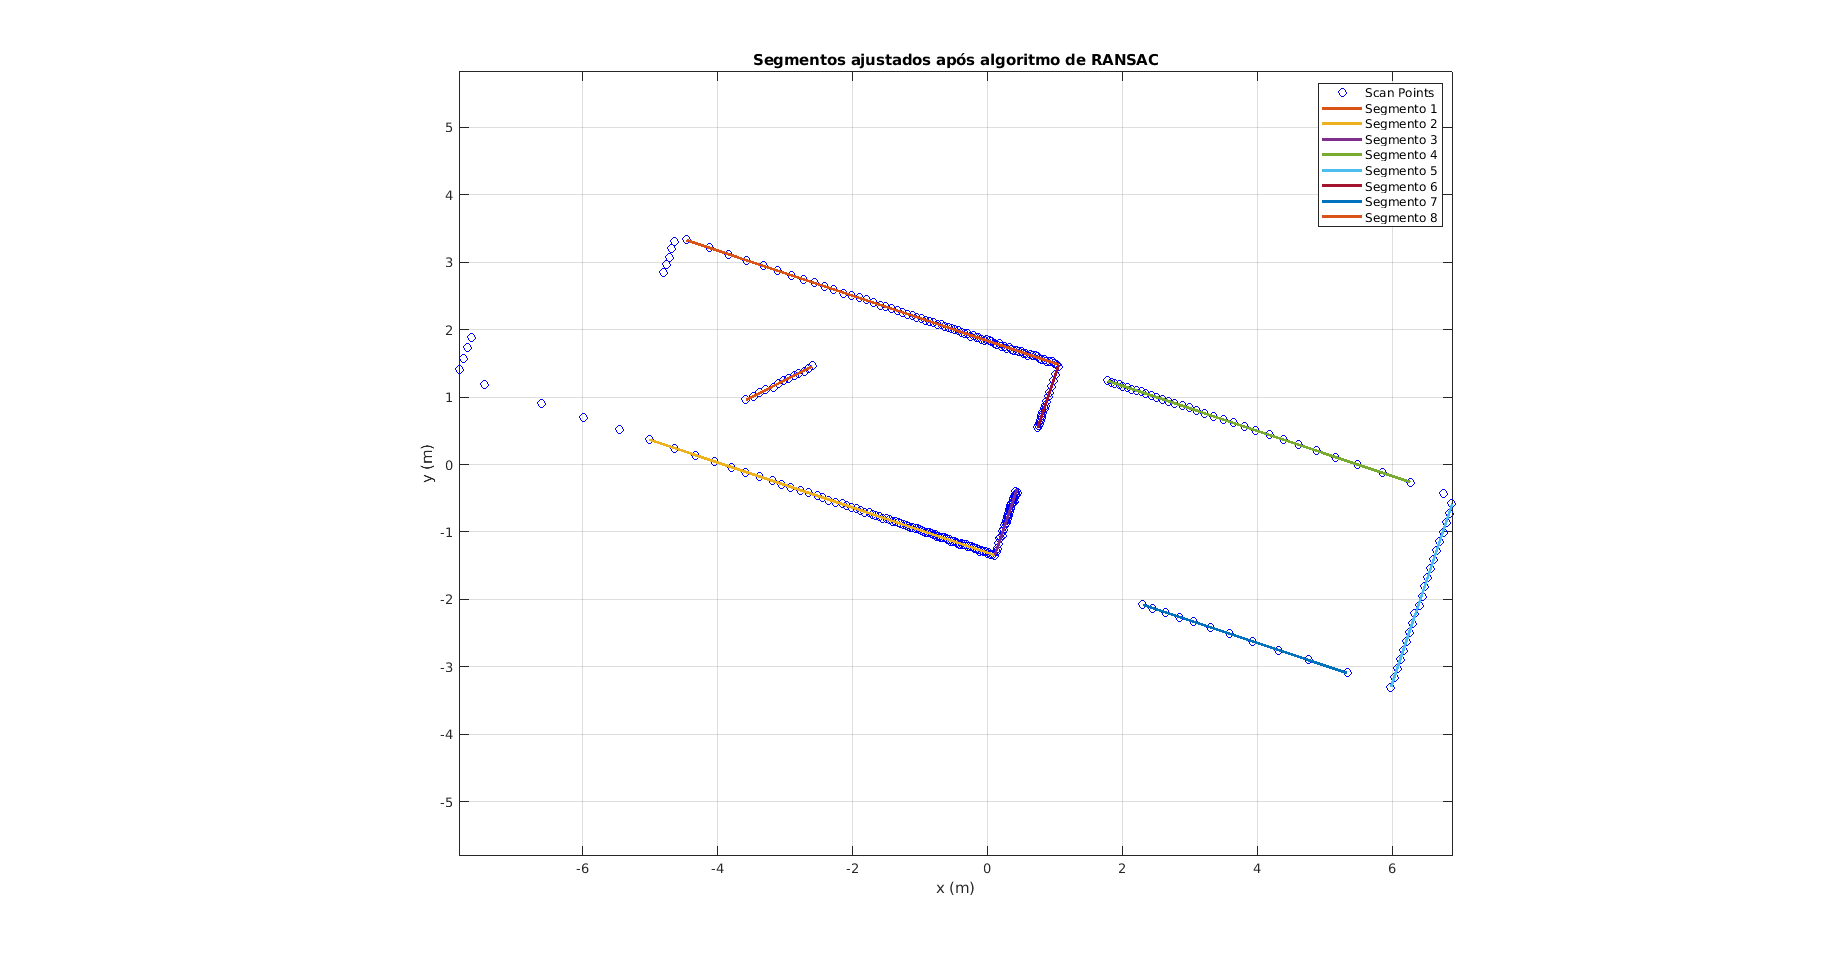 Segmentos ajustados após algoritmo de RANSAC
Scan Points
Segmento 1
Segmento 2
Segmento 3
Segmento 4
Segmento 5
Segmento 6
Segmento 7
Segmento 8
5
4
3
2
1
0
-1
-2
-3
-4
-5
y (m)
-6 -4 -2 0 2 4 6
x (m)